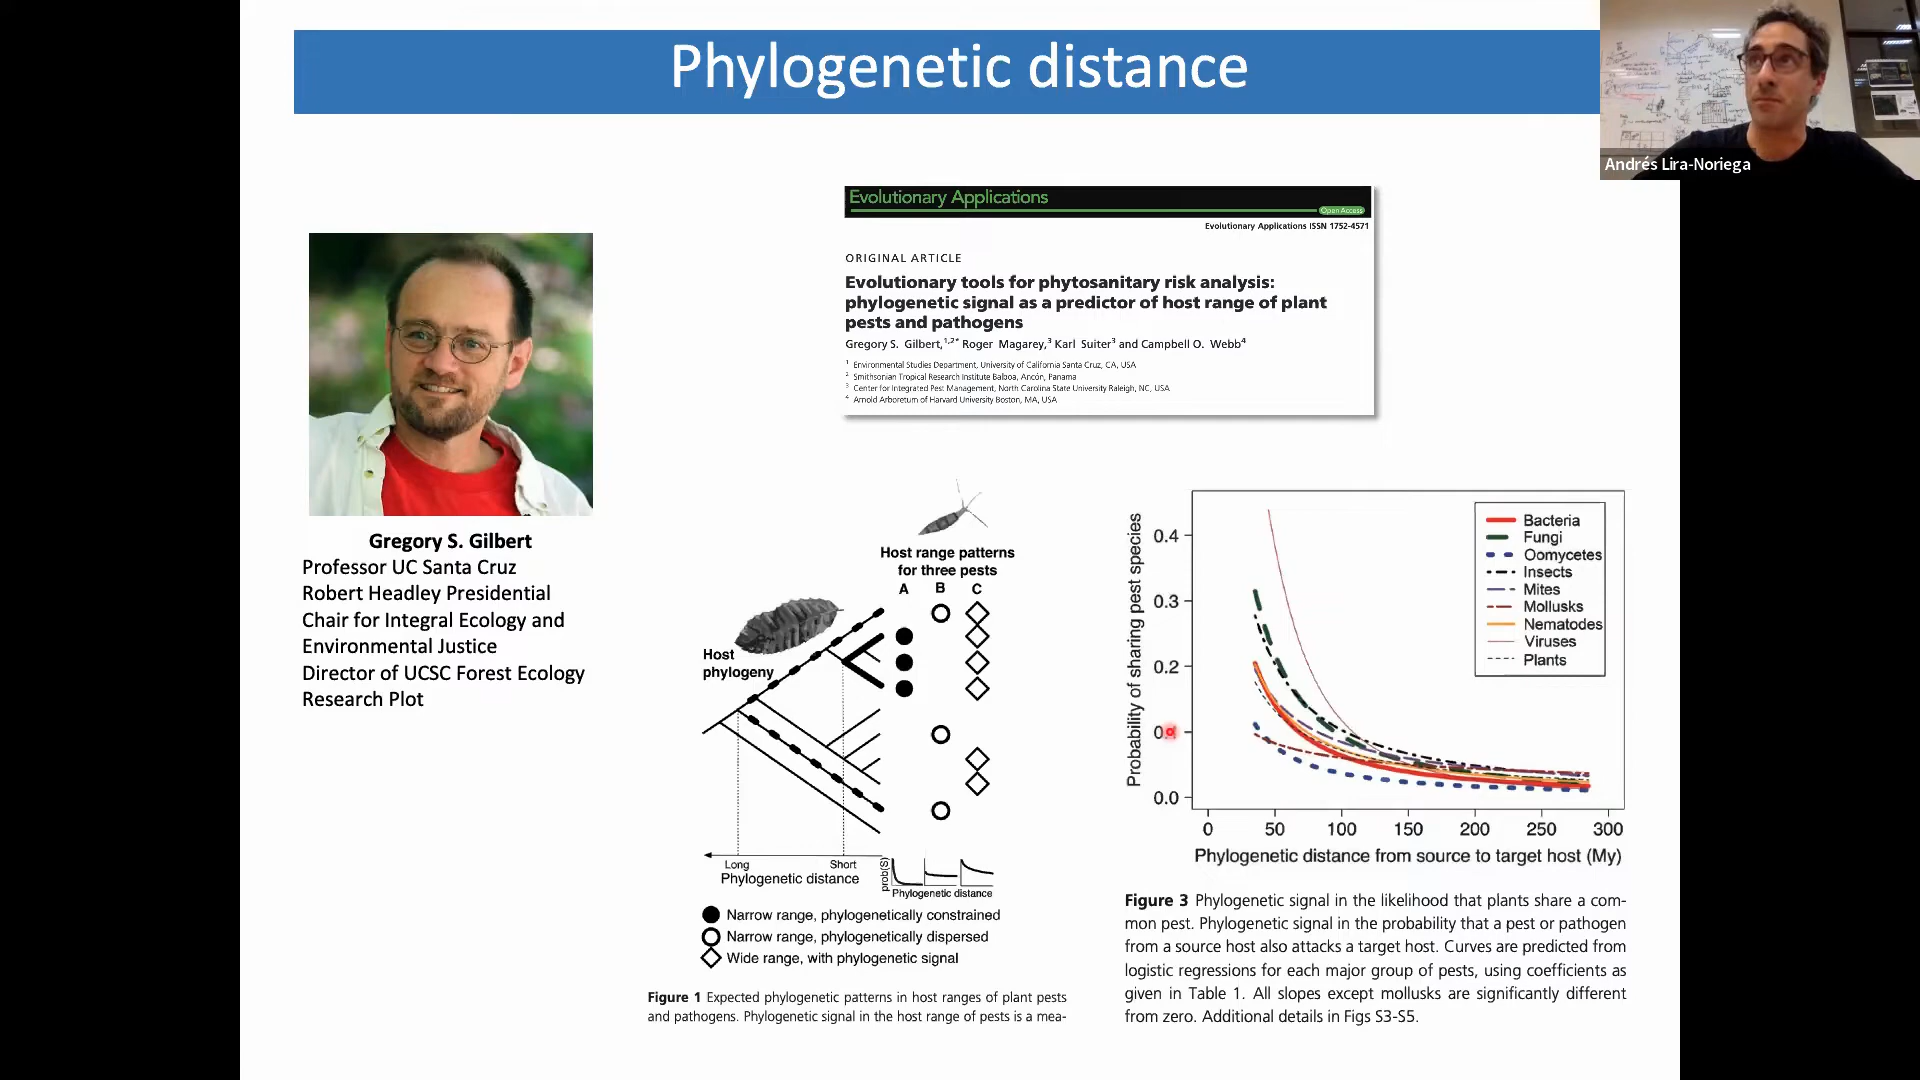 Phylogenetic distance
Andrés Lira-Noriega
Evolutionary Applications
Open Access
Evolutionary Applications ISSN 1752-4571
ORIGINAL ARTICLE
Evolutionary tools for phytosanitary risk analysis:
phylogenetic signal as a predictor of host range of plant
pests and pathogens
Gregory S. Gilbert,1,2* Roger Magarey,3 Karl Suiter3 and Campbell O. Webb4
1 Environmental Studies Department, University of California Santa Cruz, CA, USA
2 Smithsonian Tropical Research Institute Balboa, Ancón, Panama
3 Center for Integrated Pest Management, North Carolina State University Raleigh, NC, USA
4 Arnold Arboretum of Harvard University Boston, MA, USA
Gregory S. Gilbert
Professor UC Santa Cruz
Robert Headley Presidential
Chair for Integral Ecology and
Environmental Justice
Director of UCSC Forest Ecology
Research Plot
Host range patterns
for three pests
A B C
Host
phylogeny
Long Short
Phylogenetic distance
prob(S)
Phylogenetic distance
Narrow range, phylogenetically constrained
Narrow range, phylogenetically dispersed
Wide range, with phylogenetic signal
Figure 1 Expected phylogenetic patterns in host ranges of plant pests
and pathogens. Phylogenetic signal in the host range of pests is a mea-
Probability of sharing pest species
0.4
0.3
0.2
0.0
Bacteria
Fungi
Oomycetes
Insects
Mites
Mollusks
Nematodes
Viruses
Plants
0 50 100 150 200 250 300
Phylogenetic distance from source to target host (My)
Figure 3 Phylogenetic signal in the likelihood that plants share a com-
mon pest. Phylogenetic signal in the probability that a pest or pathogen
from a source host also attacks a target host. Curves are predicted from
logistic regressions for each major group of pests, using coefficients as
given in Table 1. All slopes except mollusks are significantly different
from zero. Additional details in Figs S3-S5.